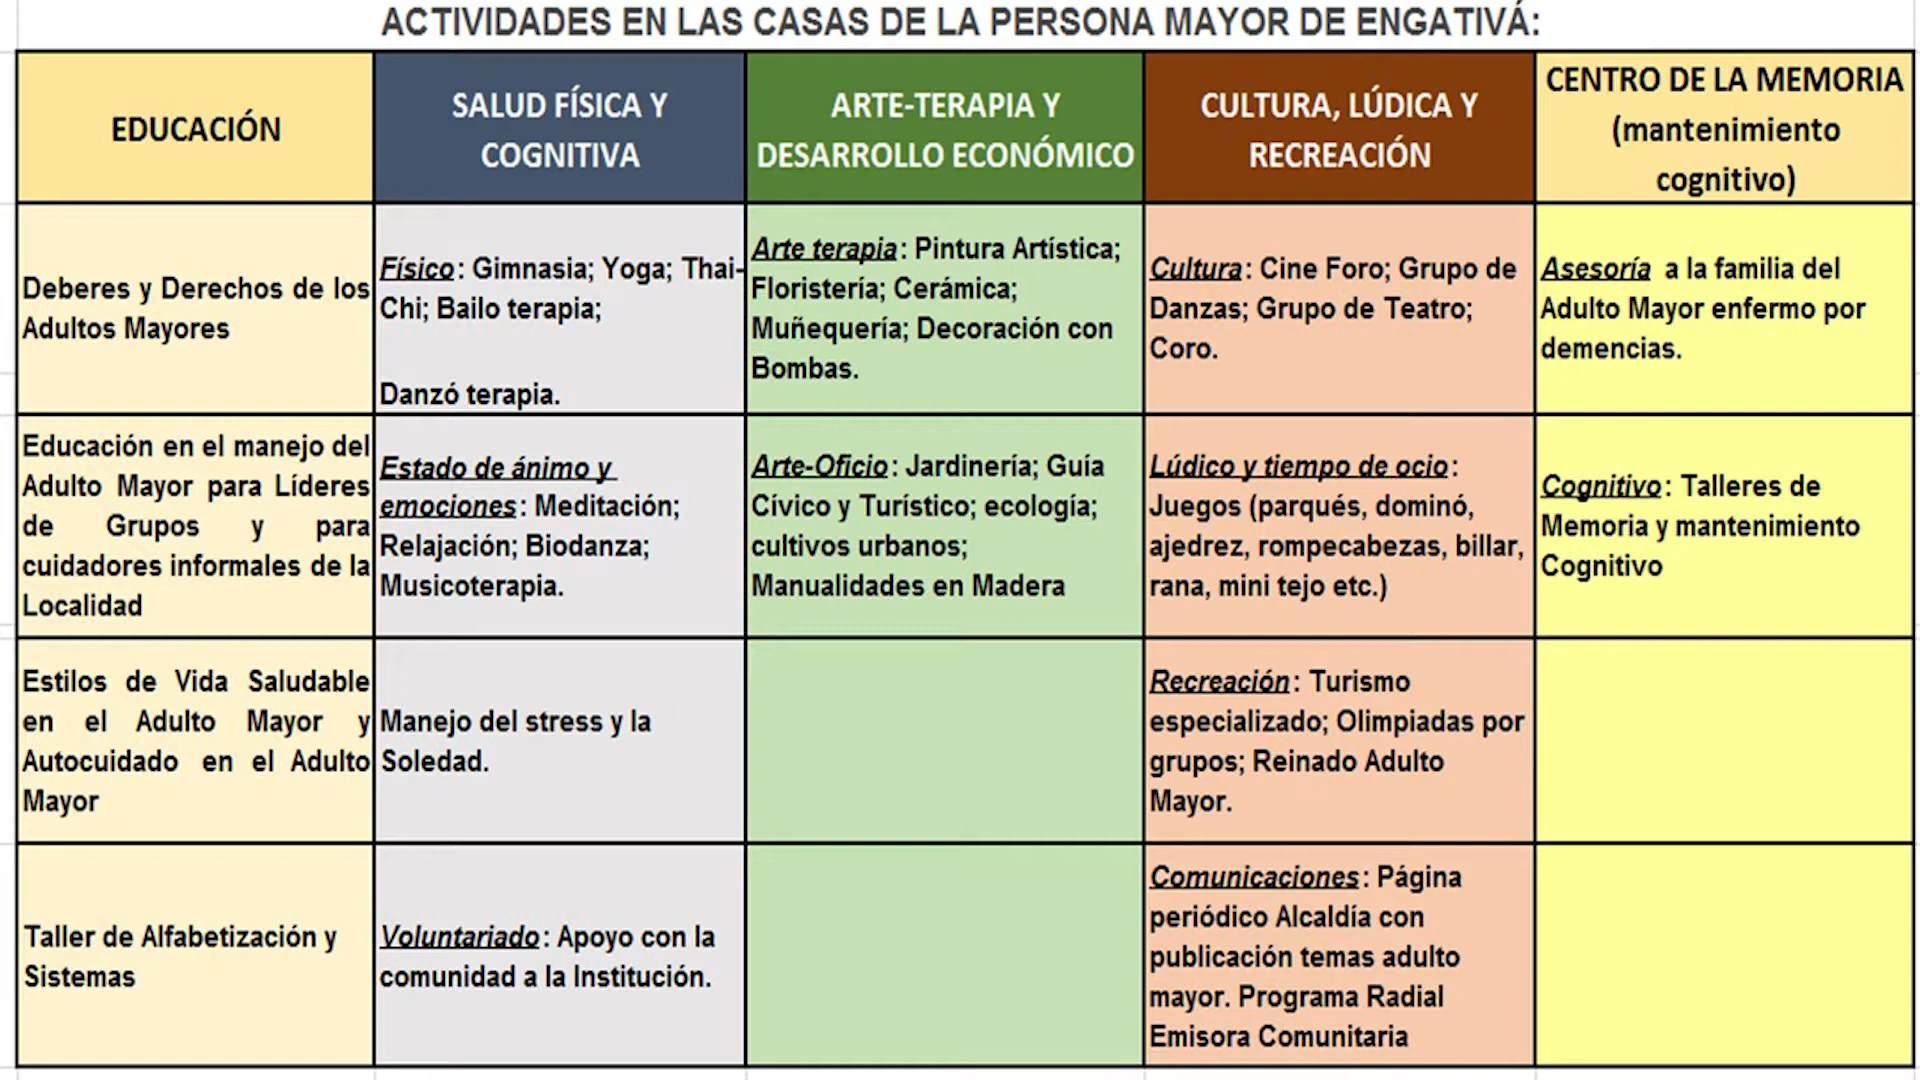 ACTIVIDADES EN LAS CASAS DE LA PERSONA MAYOR DE ENGATIVÁ:
EDUCACIÓN
SALUD FÍSICA Y
COGNITIVA
ARTE-TERAPIA Y
DESARROLLO ECONÓMICO
CULTURA, LÚDICA Y
RECREACIÓN
CENTRO DE LA MEMORIA
(mantenimiento
cognitivo)
Deberes y Derechos de los
Adultos Mayores
Físico: Gimnasia; Yoga; Thai-
Chi; Bailo terapia;
Danzó terapia.
Arte terapia: Pintura Artística;
Floristería; Cerámica;
Muñequería; Decoración con
Bombas.
Cultura: Cine Foro; Grupo de
Danzas; Grupo de Teatro;
Coro.
Asesoría a la familia del
Adulto Mayor enfermo por
demencias.
Educación en el manejo del
Adulto Mayor para Líderes
de Grupos y para
cuidadores informales de la
Localidad
Estado de ánimo y
emociones: Meditación;
Relajación; Biodanza;
Musicoterapia.
Arte-Oficio: Jardinería; Guía
Cívico y Turístico; ecología;
cultivos urbanos;
Manualidades en Madera
Lúdico y tiempo de ocio:
Juegos (parqués, dominó,
ajedrez, rompecabezas, billar,
rana, mini tejo etc.)
Cognitivo: Talleres de
Memoria y mantenimiento
Cognitivo
Estilos de Vida Saludable
en el Adulto Mayor y
Autocuidado en el Adulto
Mayor
Manejo del stress y la
Soledad.
Recreación: Turismo
especializado; Olimpiadas por
grupos; Reinado Adulto
Mayor.
Taller de Alfabetización y
Sistemas
Voluntariado: Apoyo con la
comunidad a la Institución.
Comunicaciones: Página
periódico Alcaldía con
publicación temas adulto
mayor. Programa Radial
Emisora Comunitaria